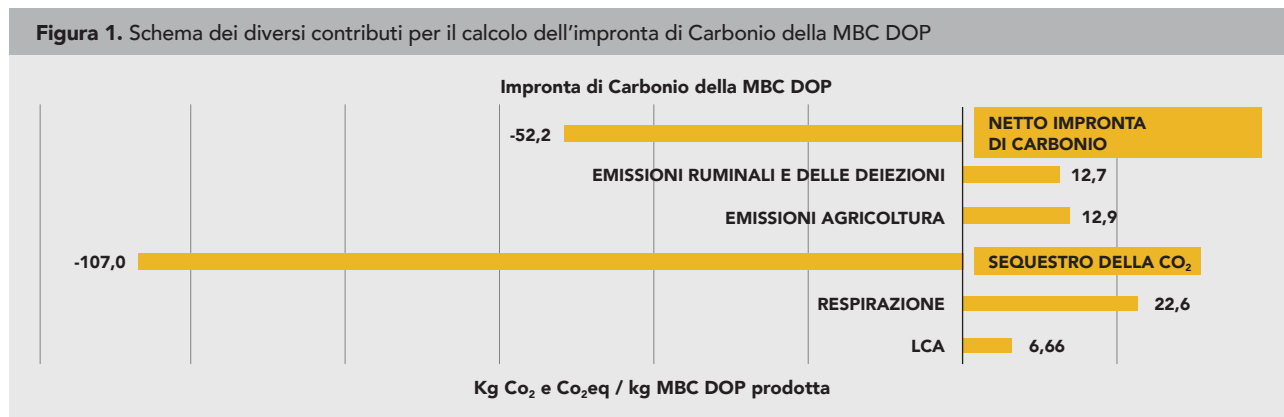 Figura 1. Schema dei diversi contributi per il calcolo dell'impronta di Carbonio della MBC DOP
Impronta di Carbonio della MBC DOP
-52,2
NETTO IMPRONTA
DI CARBONIO
EMISSIONI RUMINALI E DELLE DEIEZIONI
12,7
EMISSIONI AGRICOLTURA
12,9
-107,0
SEQUESTRO DELLA CO₂
RESPIRAZIONE
22,6
LCA
6,66
Kg Co₂ e Co₂eq / kg MBC DOP prodotta